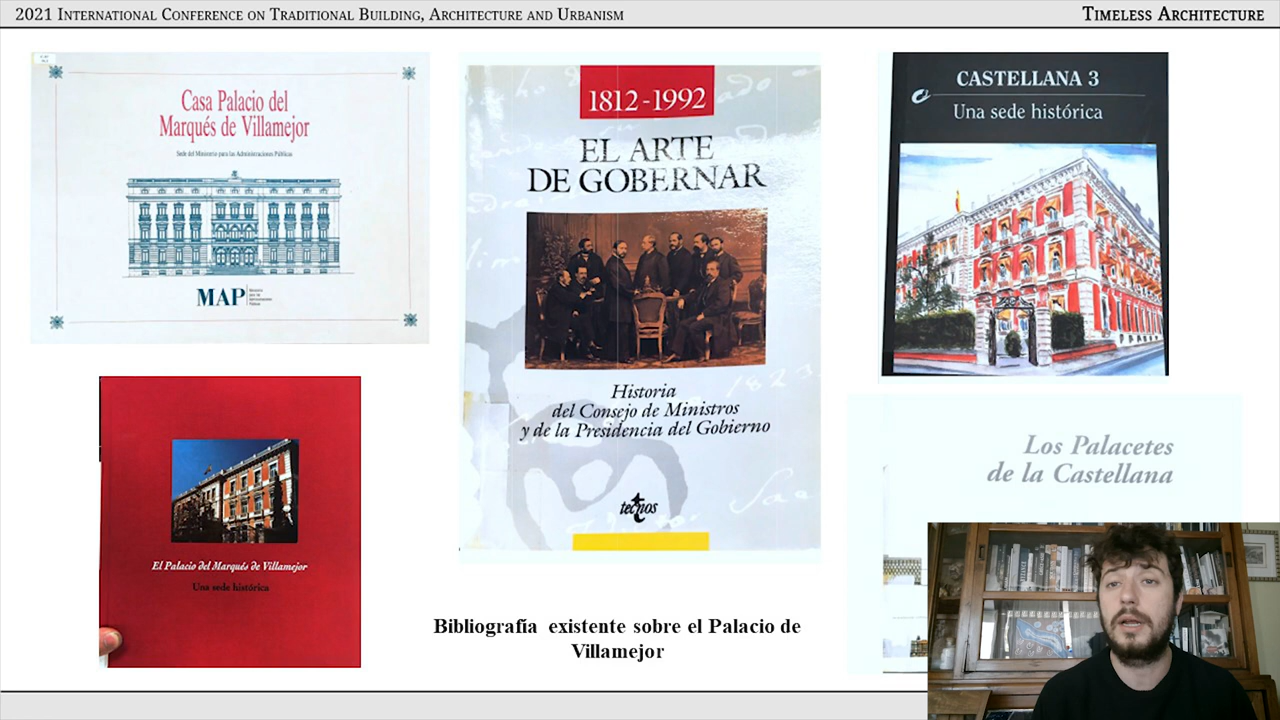 2021 International Conference on Traditional Building, Architecture and Urbanism
Timeless Architecture
Casa Palacio del
Marqués de Villamejor
Sede del Ministerio para las Administraciones Públicas
MAP
1812-1992
EL ARTE
DE GOBERNAR
Historia
del Consejo de Ministros
y de la Presidencia del Gobierno
tecnos
CASTELLANA 3
Una sede histórica
El Palacio del Marqués de Villamejor
Una sede histórica
Los Palacetes
de la Castellana
Bibliografía existente sobre el Palacio de
Villamejor